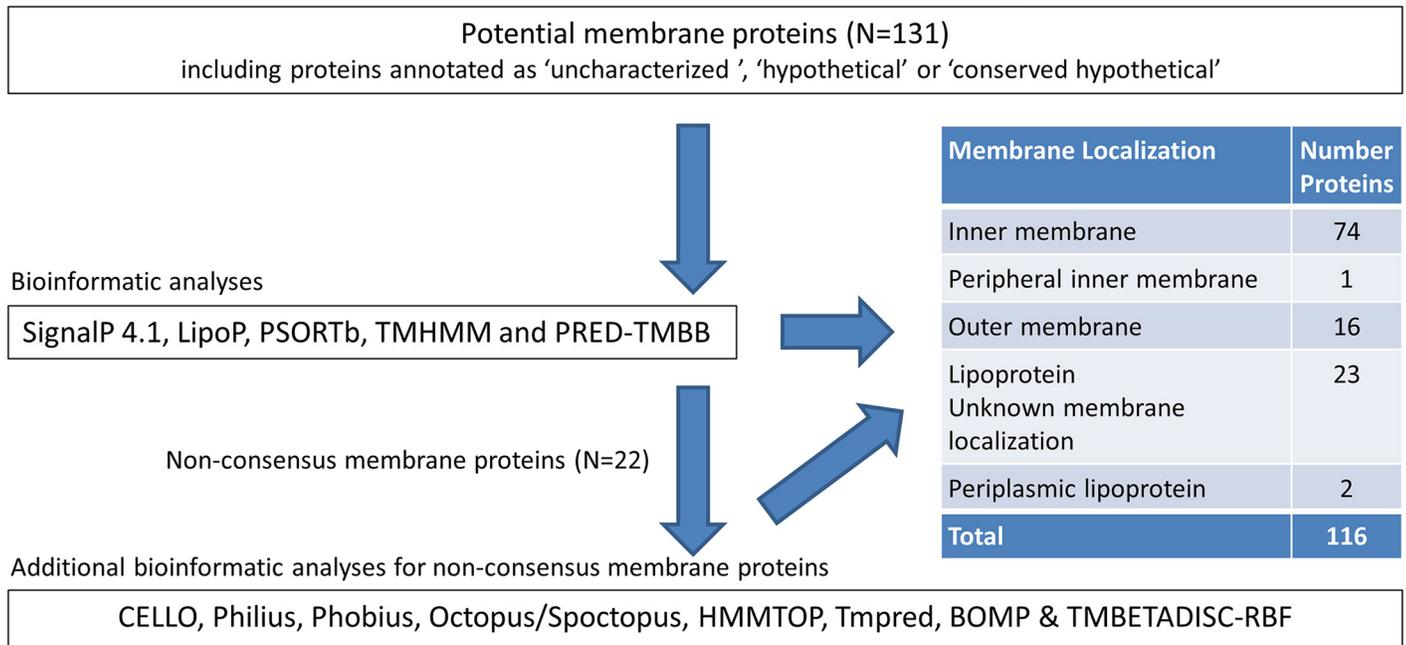 Potential membrane proteins (N=131)
including proteins annotated as ‘uncharacterized ’, ‘hypothetical’ or ‘conserved hypothetical’
Membrane Localization Number Proteins
Inner membrane 74
Peripheral inner membrane 1
Outer membrane 16
Lipoprotein 23
Unknown membrane
localization
Periplasmic lipoprotein 2
Total 116
Bioinformatic analyses
SignalP 4.1, LipoP, PSORTb, TMHMM and PRED-TMBB
Non-consensus membrane proteins (N=22)
Additional bioinformatic analyses for non-consensus membrane proteins
CELLO, Philius, Phobius, Octopus/Spoctopus, HMMTOP, Tmpred, BOMP & TMBETADISC-RBF